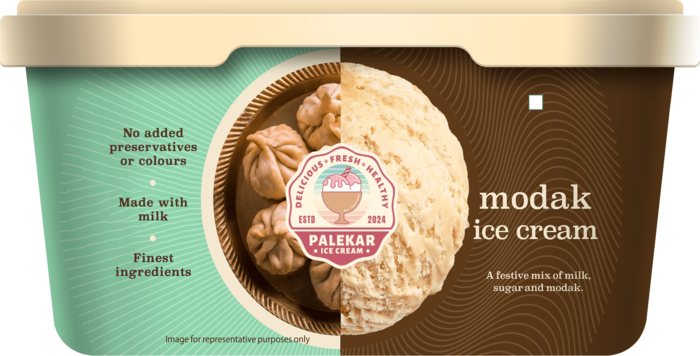 No added
preservatives
or colours
Made with
milk
Finest
ingredients
DELICIOUS • FRESH • HEALTHY
ESTD 2024
PALEKAR
• ICE CREAM •
modak
ice cream
A festive mix of milk,
sugar and modak.
Image for representative purposes only